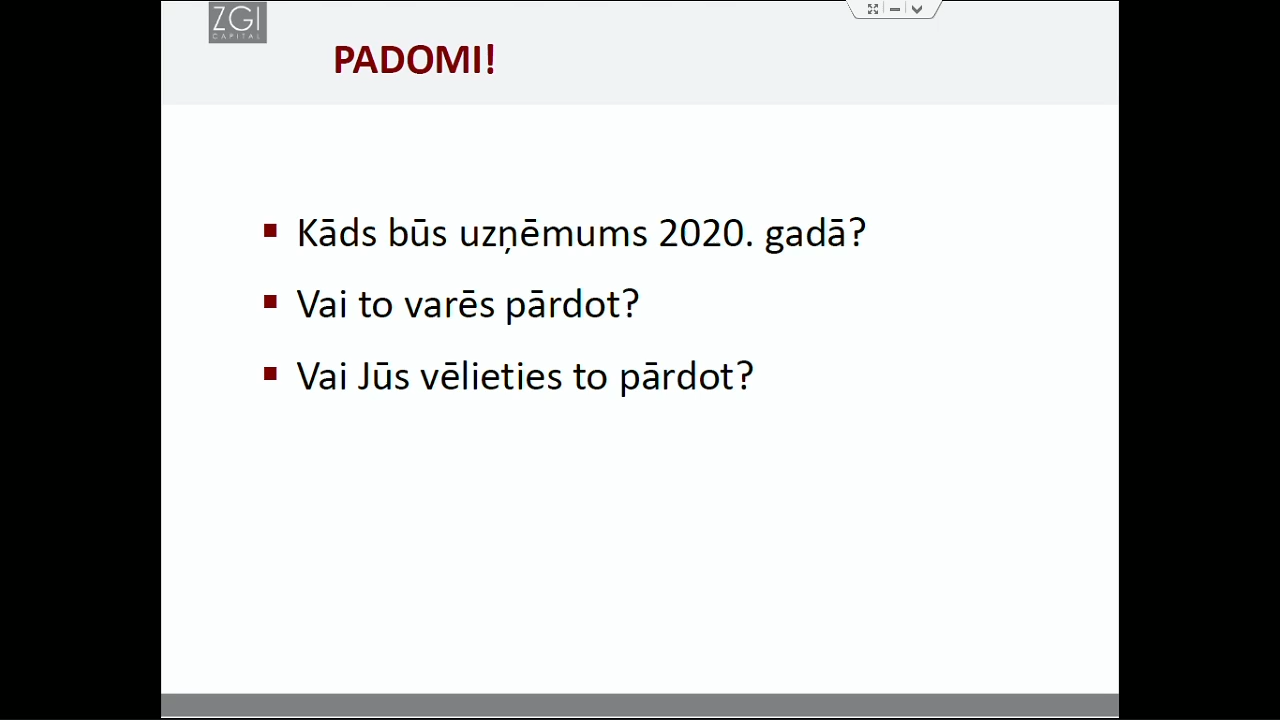 ZGI
CAPITAL
PADOMI!
Kāds būs uzņēmums 2020. gadā?
Vai to varēs pārdot?
Vai Jūs vēlieties to pārdot?